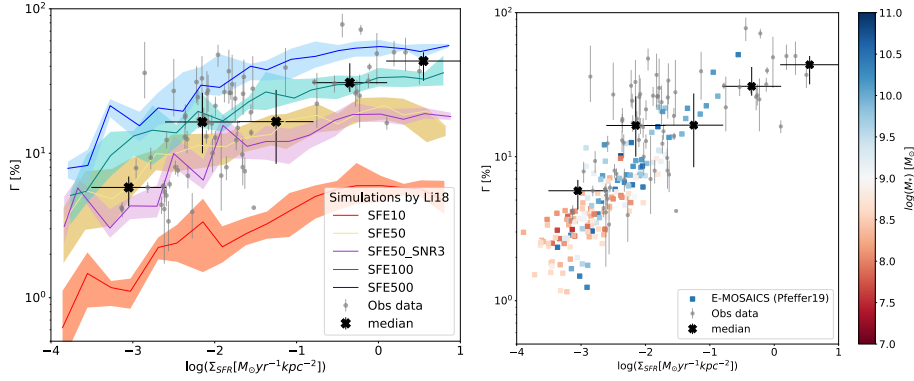 10²
10¹
10⁰
Γ [%]
Simulations by Li18
SFE10
SFE50
SFE50_SNR3
SFE100
SFE500
Obs data
median
−4 −3 −2 −1 0 1
log(Σ_SFR[M⊙yr⁻¹kpc⁻²])
10²
10¹
10⁰
Γ [%]
E-MOSAICS (Pfeffer19)
Obs data
median
−4 −3 −2 −1 0 1
log(Σ_SFR[M⊙yr⁻¹kpc⁻²])
11.0
10.5
10.0
9.5
9.0
8.5
8.0
7.5
7.0
log(M*) [M⊙]